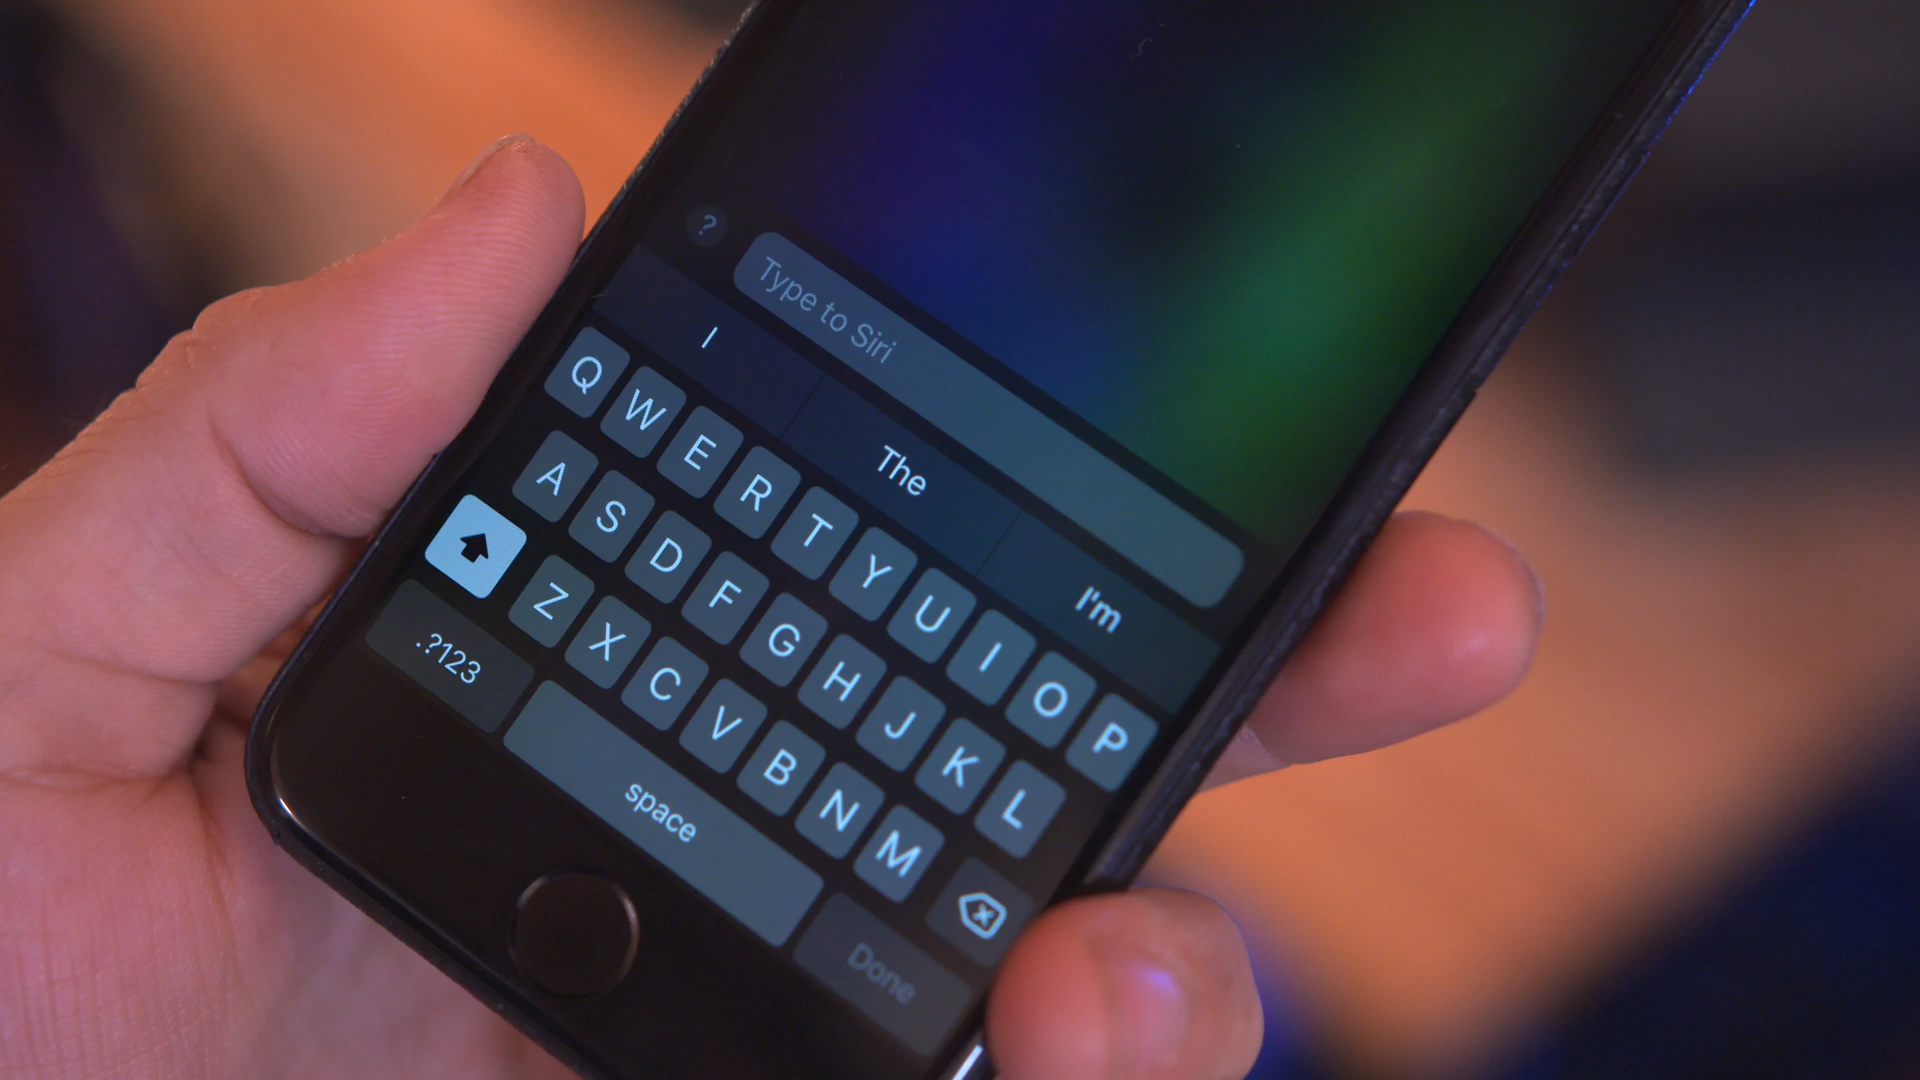 ?
Type to Siri
I The I'm
Q W E R T Y U I O P
A S D F G H J K L
Z X C V B N M
.?123 space Done